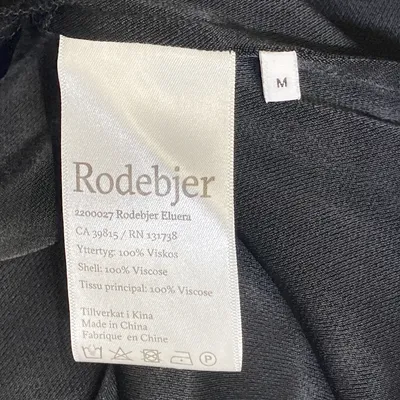 M
Rodebjer
2200027 Rodebjer Eluera
CA 39815 / RN 131738
Yttertyg: 100% Viskos
Shell: 100% Viscose
Tissu principal: 100% Viscose
Tillverkat i Kina
Made in China
Fabrique en Chine